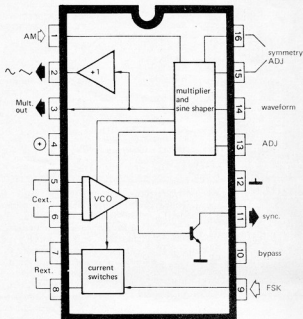 AM
1
2
Mult.
out
3
4
5
Cext.
6
7
Rext.
8
+1
multiplier
and
sine shaper
VCO
current
switches
16
symmetry
ADJ
15
14
waveform
13
ADJ
12
11
sync.
10
bypass
9
FSK